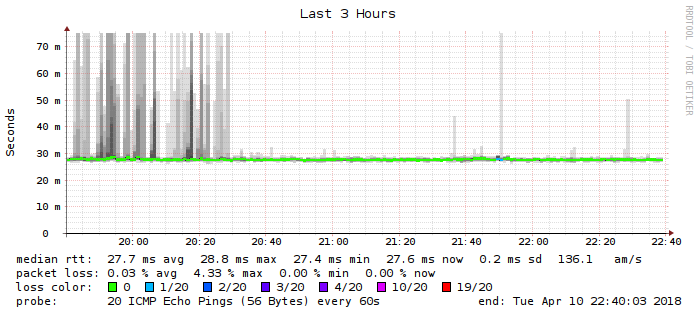 Last 3 Hours
RRDTOOL / TOBI OETIKER
Seconds
70 m
60 m
50 m
40 m
30 m
20 m
10 m
0
20:00 20:20 20:40 21:00 21:20 21:40 22:00 22:20 22:40
median rtt: 27.7 ms avg 28.8 ms max 27.4 ms min 27.6 ms now 0.2 ms sd 136.1 am/s
packet loss: 0.03 % avg 4.33 % max 0.00 % min 0.00 % now
loss color: 0 1/20 2/20 3/20 4/20 10/20 19/20
probe: 20 ICMP Echo Pings (56 Bytes) every 60s end: Tue Apr 10 22:40:03 2018